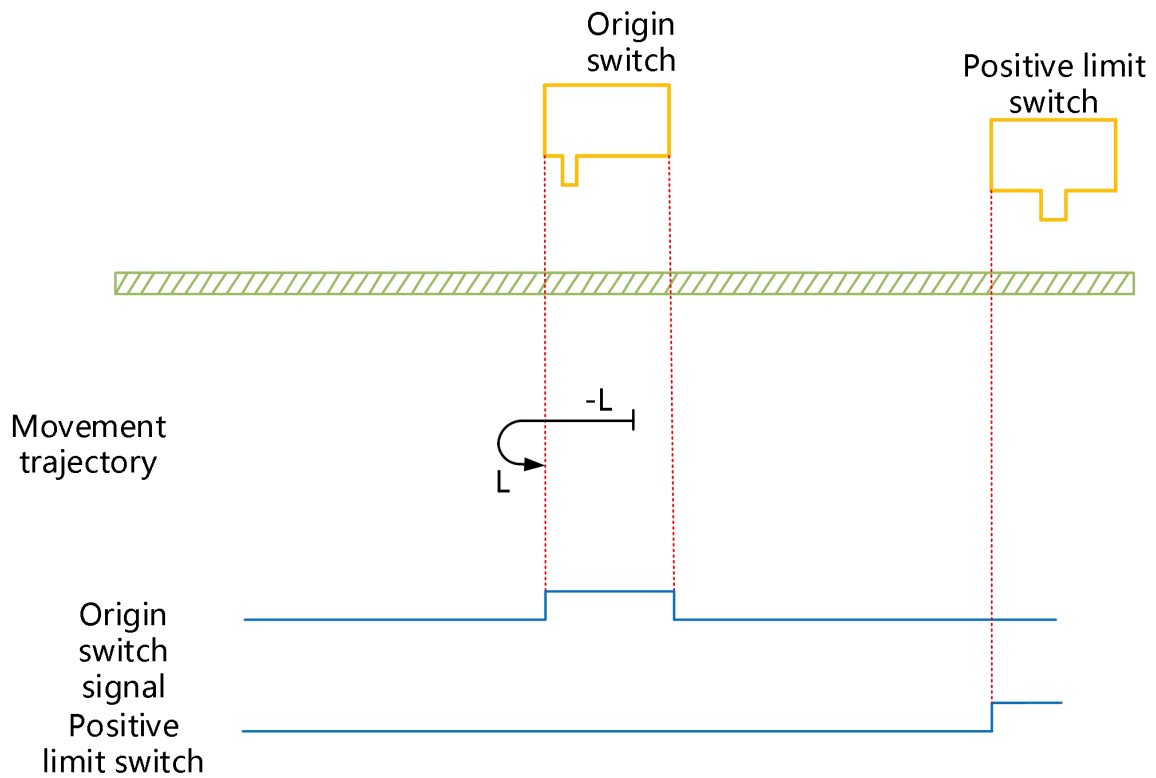 Origin
switch
Positive limit
switch
-L
Movement
trajectory
L
Origin
switch
signal
Positive
limit switch